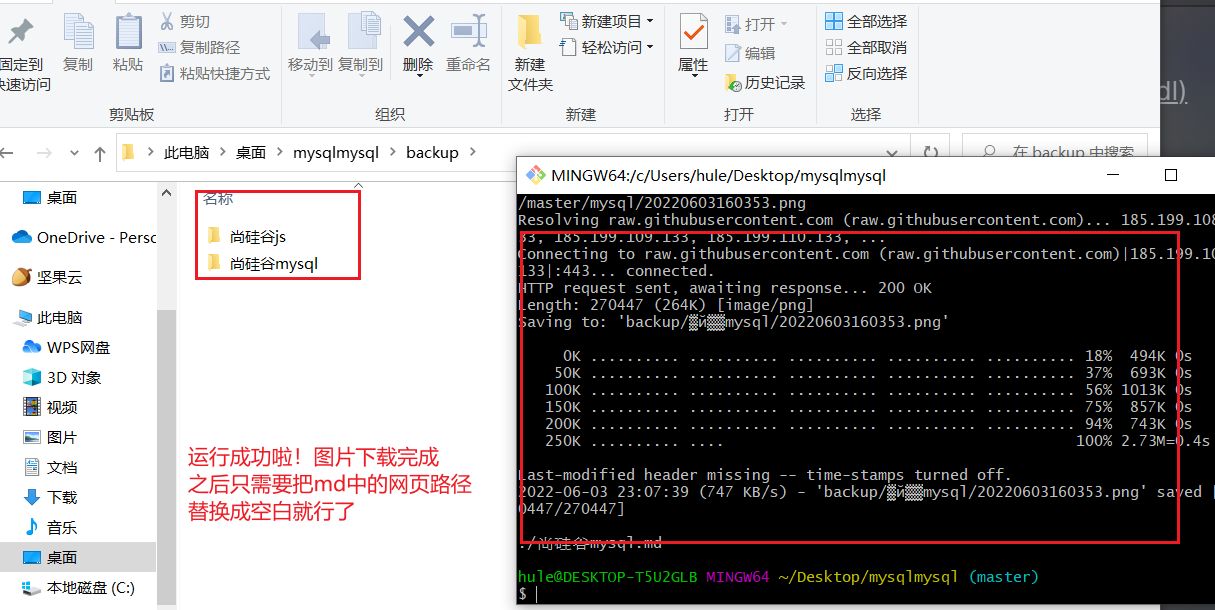 剪切
复制路径
粘贴快捷方式
固定到
快速访问
复制
粘贴
剪贴板
移动到
复制到
删除
重命名
组织
新建
文件夹
新建项目
轻松访问
新建
属性
打开
编辑
历史记录
打开
全部选择
全部取消
反向选择
选择
dl)
此电脑
桌面
mysqlmysql
backup
在 backup 中搜索
桌面
OneDrive - Perso
坚果云
此电脑
WPS网盘
3D 对象
视频
图片
文档
下载
音乐
桌面
本地磁盘 (C:)
名称
尚硅谷js
尚硅谷mysql
运行成功啦！图片下载完成
之后只需要把md中的网页路径
替换成空白就行了
MINGW64:/c/Users/hule/Desktop/mysqlmysql
/master/mysql/20220603160353.png
Resolving raw.githubusercontent.com (raw.githubusercontent.com)... 185.199.108
33, 185.199.109.133, 185.199.110.133, ...
Connecting to raw.githubusercontent.com (raw.githubusercontent.com)|185.199.10
133|:443... connected.
HTTP request sent, awaiting response... 200 OK
Length: 270447 (264K) [image/png]
Saving to: 'backup/▒й▒▒mysql/20220603160353.png'
0K .......... .......... .......... .......... .......... 18% 494K 0s
50K .......... .......... .......... .......... .......... 37% 693K 0s
100K .......... .......... .......... .......... .......... 56% 1013K 0s
150K .......... .......... .......... .......... .......... 75% 857K 0s
200K .......... .......... .......... .......... .......... 94% 743K 0s
250K .......... .... 100% 2.73M=0.4s
Last-modified header missing -- time-stamps turned off.
2022-06-03 23:07:39 (747 KB/s) - 'backup/▒й▒▒mysql/20220603160353.png' saved [
0447/270447]
./尚硅谷mysql.md
hule@DESKTOP-T5U2GLB MINGW64 ~/Desktop/mysqlmysql (master)
$